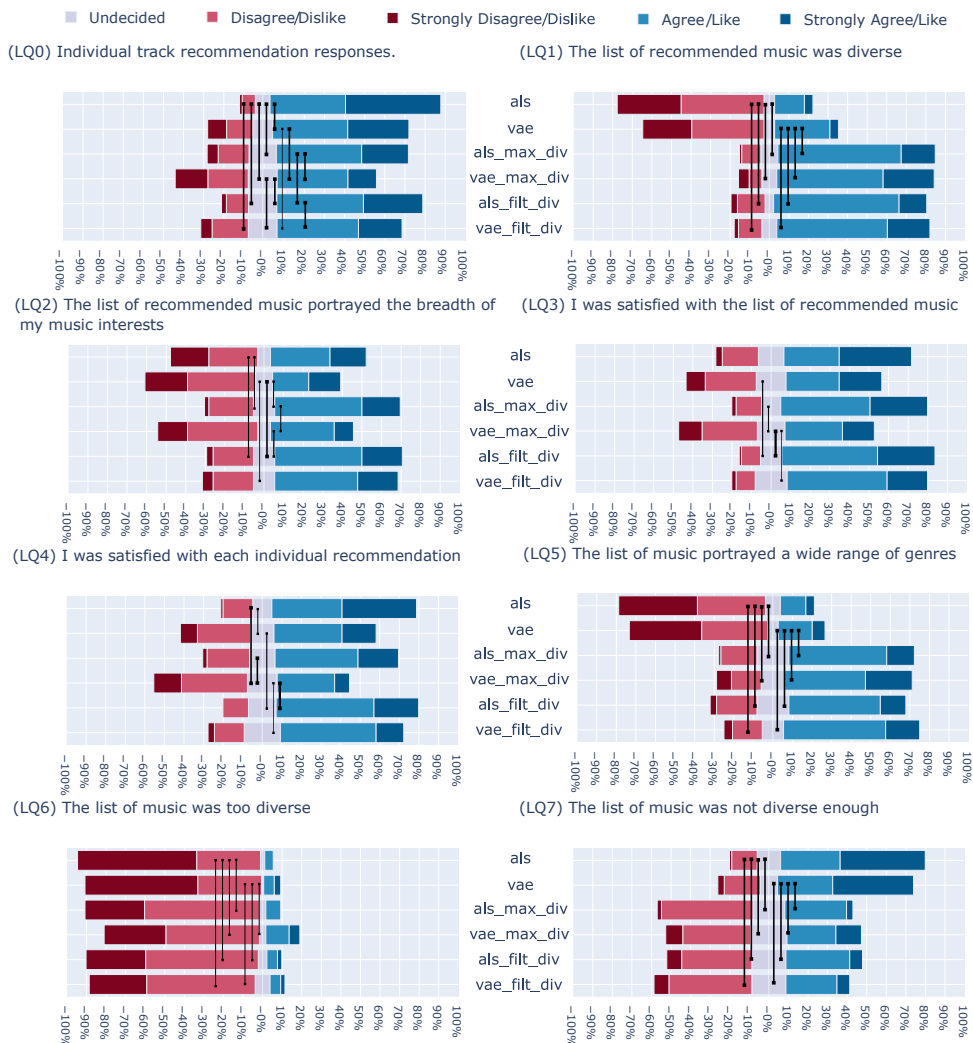 Undecided Disagree/Dislike Strongly Disagree/Dislike Agree/Like Strongly Agree/Like
(LQ0) Individual track recommendation responses.
(LQ1) The list of recommended music was diverse
als
vae
als_max_div
vae_max_div
als_filt_div
vae_filt_div
-100% -80% -70% -60% -50% -40% -30% -20% -10% -0% 10% 20% 30% 40% 50% 60% 70% 80% 90% 100%
-100% -80% -70% -60% -50% -40% -30% -20% -10% -0% 10% 20% 30% 40% 50% 60% 70% 80% 90% 100%
(LQ2) The list of recommended music portrayed the breadth of
my music interests
(LQ3) I was satisfied with the list of recommended music
als
vae
als_max_div
vae_max_div
als_filt_div
vae_filt_div
-100% -80% -70% -60% -50% -40% -30% -20% -10% -0% 10% 20% 30% 40% 50% 60% 70% 80% 90% 100%
-100% -80% -70% -60% -50% -40% -30% -20% -10% -0% 10% 20% 30% 40% 50% 60% 70% 80% 90% 100%
(LQ4) I was satisfied with each individual recommendation
(LQ5) The list of music portrayed a wide range of genres
als
vae
als_max_div
vae_max_div
als_filt_div
vae_filt_div
-100% -80% -70% -60% -50% -40% -30% -20% -10% -0% 10% 20% 30% 40% 50% 60% 70% 80% 90% 100%
-100% -80% -70% -60% -50% -40% -30% -20% -10% -0% 10% 20% 30% 40% 50% 60% 70% 80% 90% 100%
(LQ6) The list of music was too diverse
(LQ7) The list of music was not diverse enough
als
vae
als_max_div
vae_max_div
als_filt_div
vae_filt_div
-100% -80% -70% -60% -50% -40% -30% -20% -10% -0% 10% 20% 30% 40% 50% 60% 70% 80% 90% 100%
-100% -80% -70% -60% -50% -40% -30% -20% -10% -0% 10% 20% 30% 40% 50% 60% 70% 80% 90% 100%